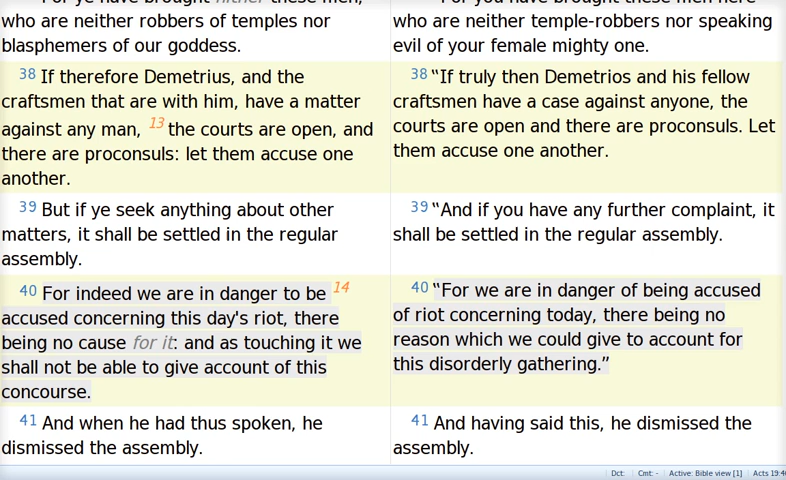 who are neither robbers of temples nor
blasphemers of our goddess.
38 If therefore Demetrius, and the
craftsmen that are with him, have a matter
against any man, 13 the courts are open, and
there are proconsuls: let them accuse one
another.
39 But if ye seek anything about other
matters, it shall be settled in the regular
assembly.
40 For indeed we are in danger to be 14
accused concerning this day's riot, there
being no cause for it: and as touching it we
shall not be able to give account of this
concourse.
41 And when he had thus spoken, he
dismissed the assembly.
who are neither temple-robbers nor speaking
evil of your female mighty one.
38 “If truly then Demetrios and his fellow
craftsmen have a case against anyone, the
courts are open and there are proconsuls. Let
them accuse one another.
39 “And if you have any further complaint, it
shall be settled in the regular assembly.
40 “For we are in danger of being accused
of riot concerning today, there being no
reason which we could give to account for
this disorderly gathering.”
41 And having said this, he dismissed the
assembly.
Dct: Cmt: - Active: Bible view [1] Acts 19:4